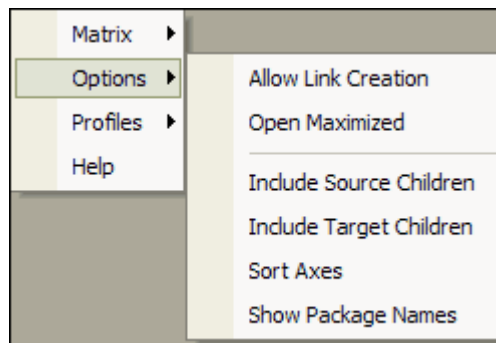 Matrix
Options
Profiles
Help
Allow Link Creation
Open Maximized
Include Source Children
Include Target Children
Sort Axes
Show Package Names